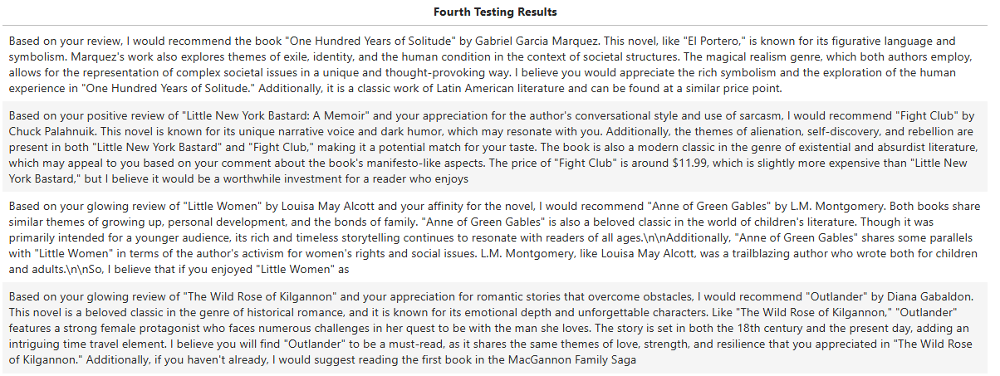 Fourth Testing Results
Based on your review, I would recommend the book "One Hundred Years of Solitude" by Gabriel Garcia Marquez. This novel, like "El Portero," is known for its figurative language and
symbolism. Marquez's work also explores themes of exile, identity, and the human condition in the context of societal structures. The magical realism genre, which both authors employ,
allows for the representation of complex societal issues in a unique and thought-provoking way. I believe you would appreciate the rich symbolism and the exploration of the human
experience in "One Hundred Years of Solitude." Additionally, it is a classic work of Latin American literature and can be found at a similar price point.
Based on your positive review of "Little New York Bastard: A Memoir" and your appreciation for the author's conversational style and use of sarcasm, I would recommend "Fight Club" by
Chuck Palahnuik. This novel is known for its unique narrative voice and dark humor, which may resonate with you. Additionally, the themes of alienation, self-discovery, and rebellion are
present in both "Little New York Bastard" and "Fight Club," making it a potential match for your taste. The book is also a modern classic in the genre of existential and absurdist literature,
which may appeal to you based on your comment about the book's manifesto-like aspects. The price of "Fight Club" is around $11.99, which is slightly more expensive than "Little New
York Bastard," but I believe it would be a worthwhile investment for a reader who enjoys
Based on your glowing review of "Little Women" by Louisa May Alcott and your affinity for the novel, I would recommend "Anne of Green Gables" by L.M. Montgomery. Both books share
similar themes of growing up, personal development, and the bonds of family. "Anne of Green Gables" is also a beloved classic in the world of children's literature. Though it was
primarily intended for a younger audience, its rich and timeless storytelling continues to resonate with readers of all ages.\n\nAdditionally, "Anne of Green Gables" shares some parallels
with "Little Women" in terms of the author's activism for women's rights and social issues. L.M. Montgomery, like Louisa May Alcott, was a trailblazing author who wrote both for children
and adults.\n\nSo, I believe that if you enjoyed "Little Women" as
Based on your glowing review of "The Wild Rose of Kilgannon" and your appreciation for romantic stories that overcome obstacles, I would recommend "Outlander" by Diana Gabaldon.
This novel is a beloved classic in the genre of historical romance, and it is known for its emotional depth and unforgettable characters. Like "The Wild Rose of Kilgannon," "Outlander"
features a strong female protagonist who faces numerous challenges in her quest to be with the man she loves. The story is set in both the 18th century and the present day, adding an
intriguing time travel element. I believe you will find "Outlander" to be a must-read, as it shares the same themes of love, strength, and resilience that you appreciated in "The Wild Rose
of Kilgannon." Additionally, if you haven't already, I would suggest reading the first book in the MacGannon Family Saga